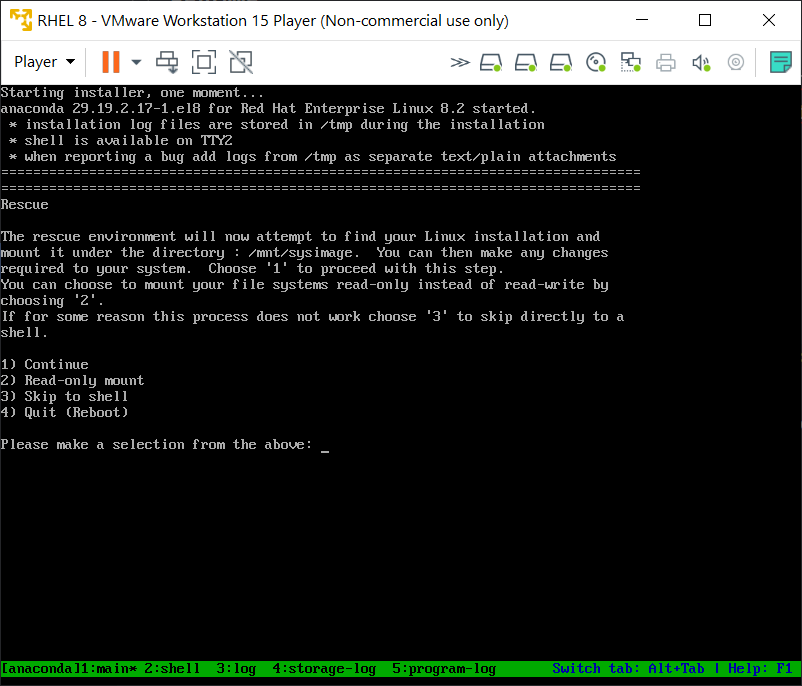 RHEL 8 - VMware Workstation 15 Player (Non-commercial use only)
Player
Starting installer, one moment...
anaconda 29.19.2.17-1.el8 for Red Hat Enterprise Linux 8.2 started.
 * installation log files are stored in /tmp during the installation
 * shell is available on TTY2
 * when reporting a bug add logs from /tmp as separate text/plain attachments
================================================================================
================================================================================
Rescue
The rescue environment will now attempt to find your Linux installation and
mount it under the directory : /mnt/sysimage.  You can then make any changes
required to your system.  Choose '1' to proceed with this step.
You can choose to mount your file systems read-only instead of read-write by
choosing '2'.
If for some reason this process does not work choose '3' to skip directly to a
shell.
1) Continue
2) Read-only mount
3) Skip to shell
4) Quit (Reboot)
Please make a selection from the above: _
[anaconda]1:main* 2:shell  3:log  4:storage-log  5:program-log       Switch tab: Alt+Tab | Help: F1